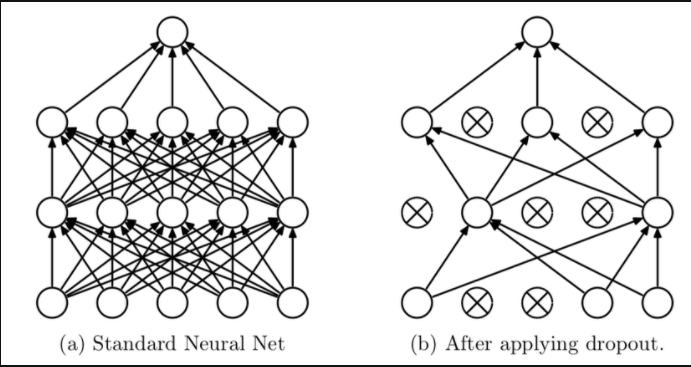 (a) Standard Neural Net
(b) After applying dropout.